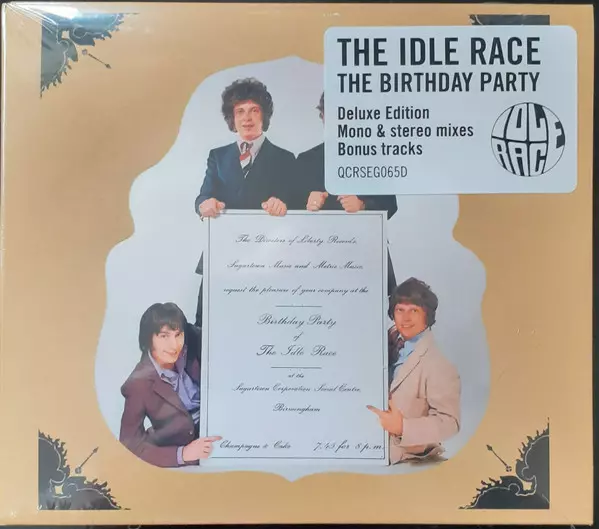 THE IDLE RACE
THE BIRTHDAY PARTY
Deluxe Edition
Mono & stereo mixes
Bonus tracks
QCRSEG065D
IDLE
RACE
The Directors of Liberty Records,
Sugartown Music and Metric Music
request the pleasure of your company at the
Birthday Party
of
The Idle Race
at the
Sugartown Corporation Social Centre,
Birmingham
Champagne & Cake 7.45 for 8 p.m.